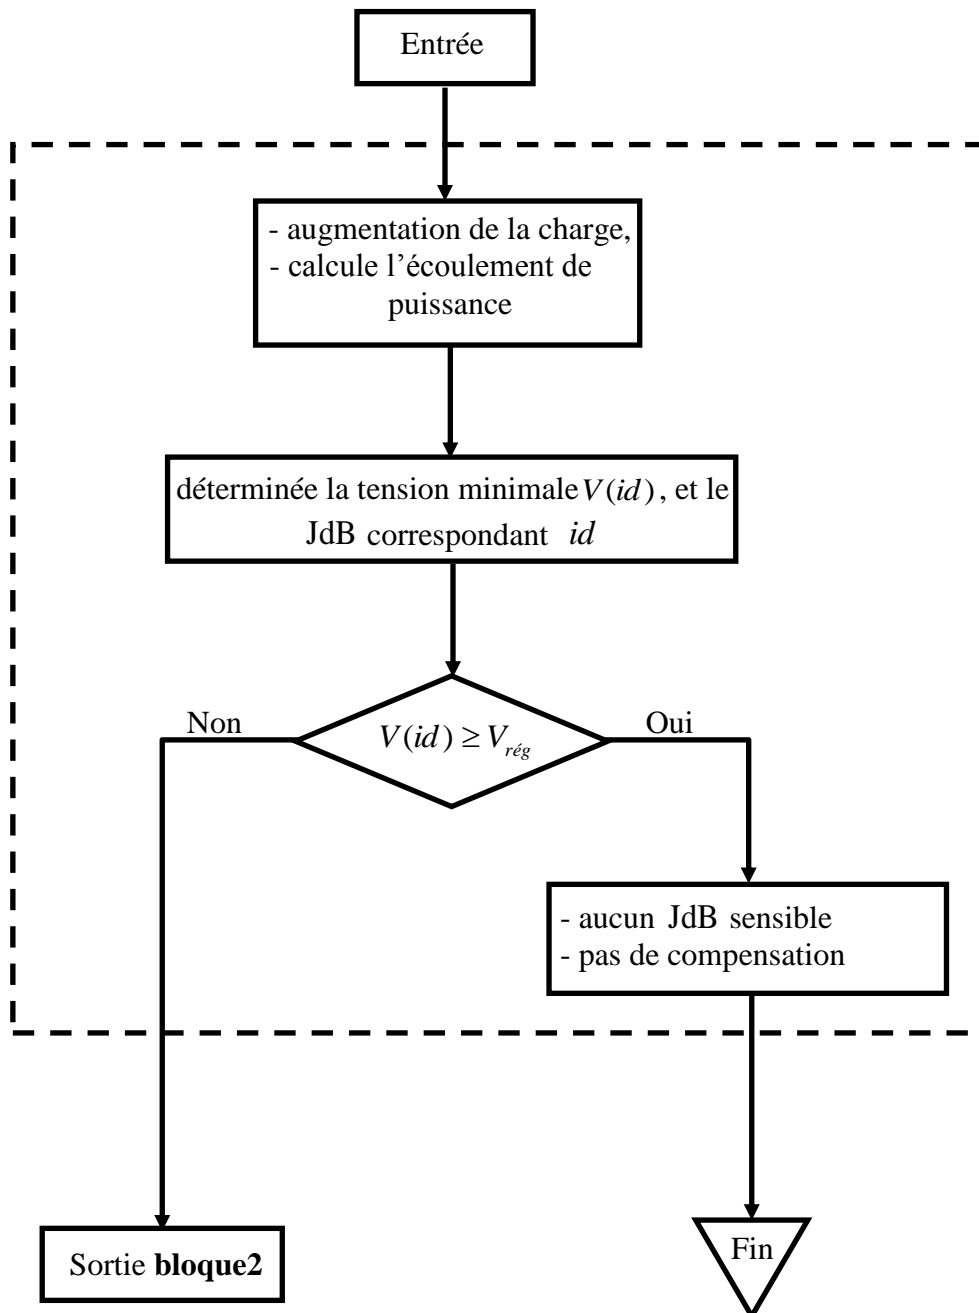 Entrée
- augmentation de la charge,
- calcule l’écoulement de
puissance
déterminée la tension minimale V(id), et le
JdB correspondant id
Non
V(id) ≥ Vrég
Oui
- aucun JdB sensible
- pas de compensation
Sortie bloque2
Fin